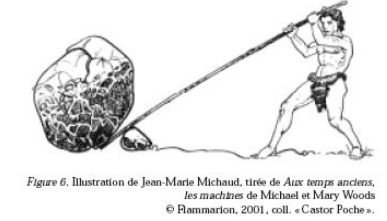 Figure 6. Illustration de Jean-Marie Michaud, tirée de Aux temps anciens,
les machines de Michael et Mary Woods
© Flammarion, 2001, coll. « Castor Poche ».